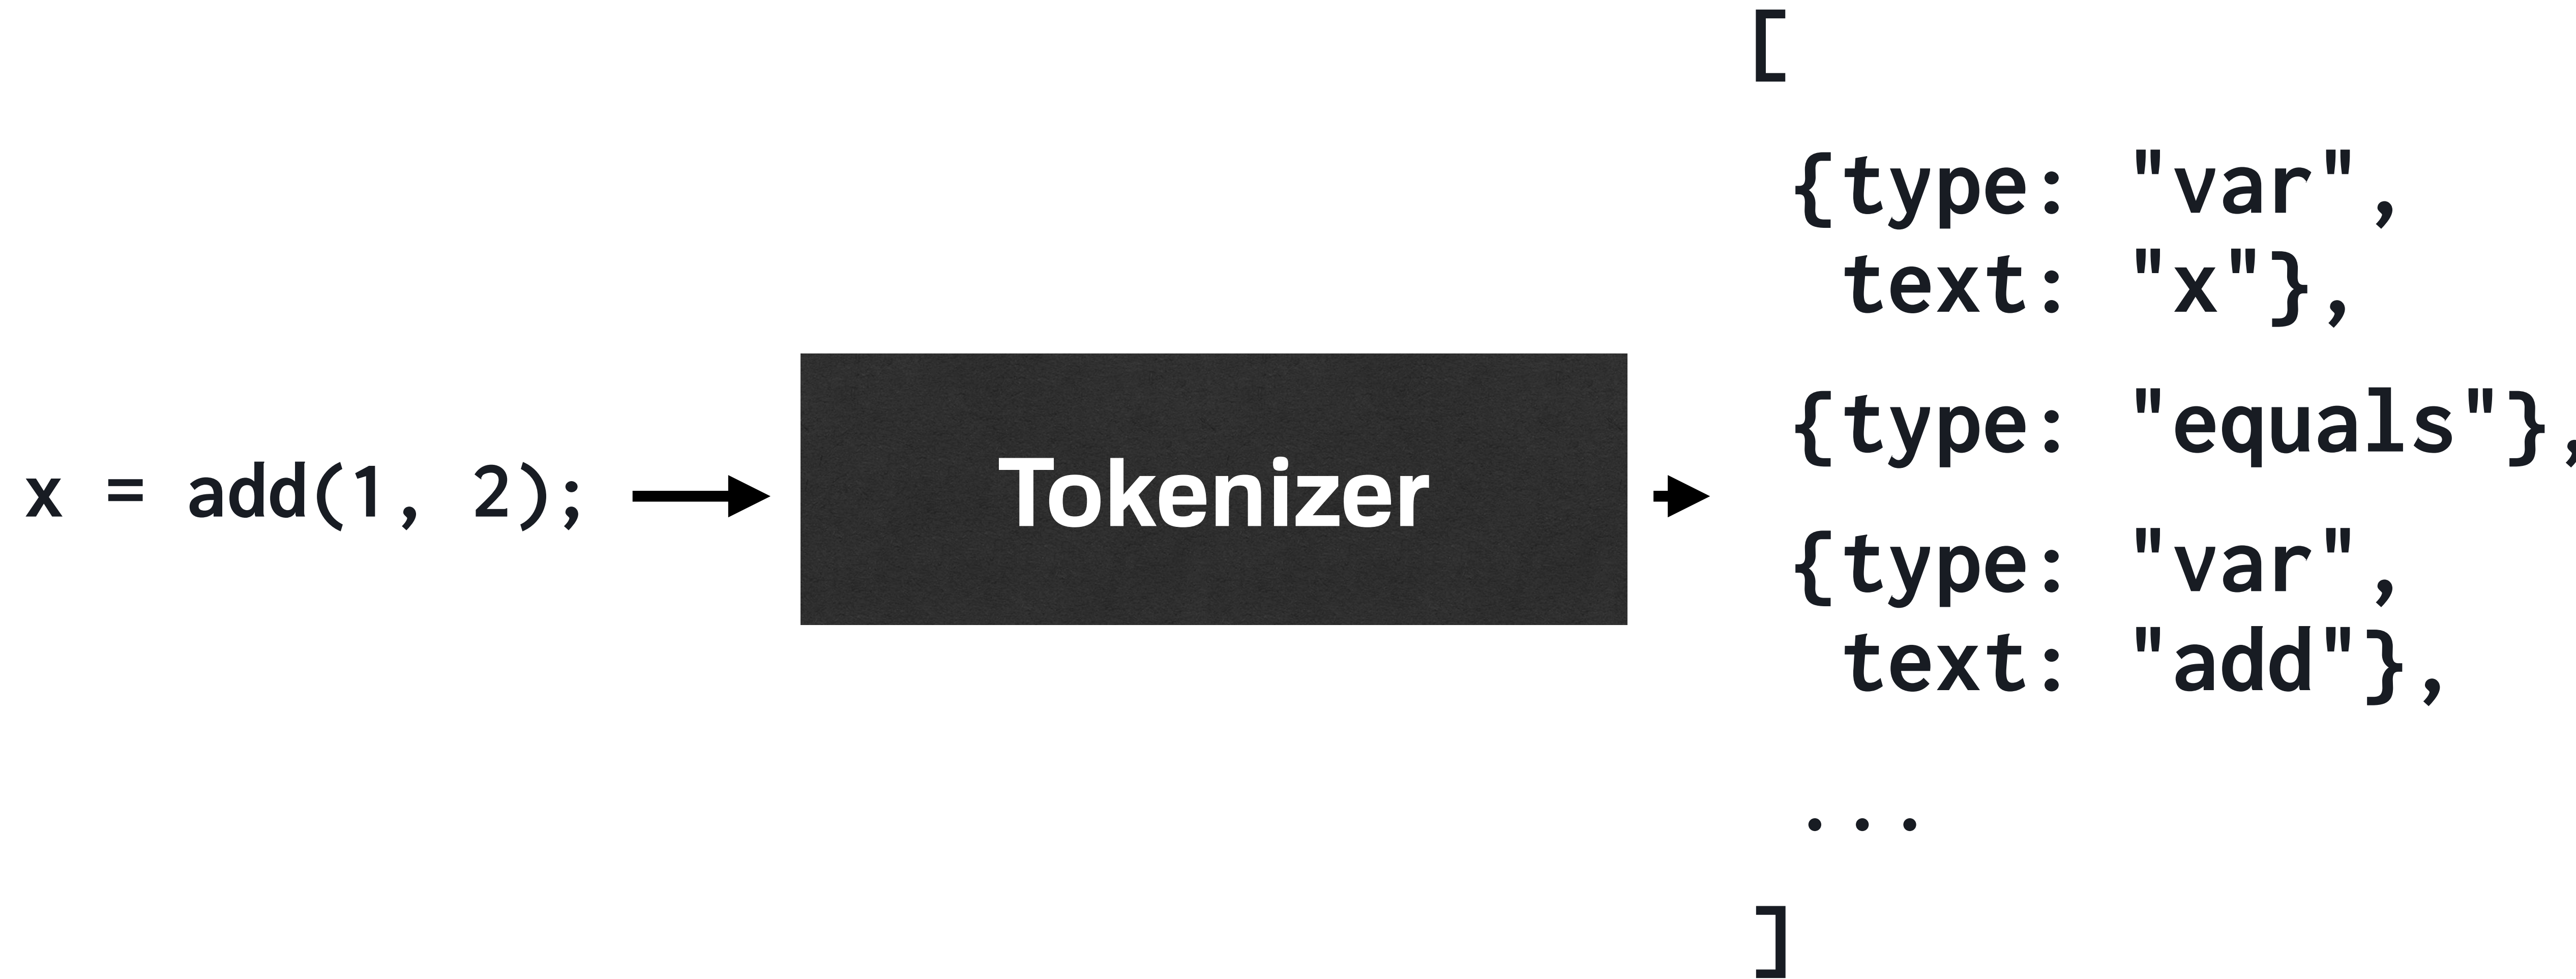 x = add(1, 2);
Tokenizer
[
{type: "var",
text: "x"},
{type: "equals"},
{type: "var",
text: "add"},
...
]